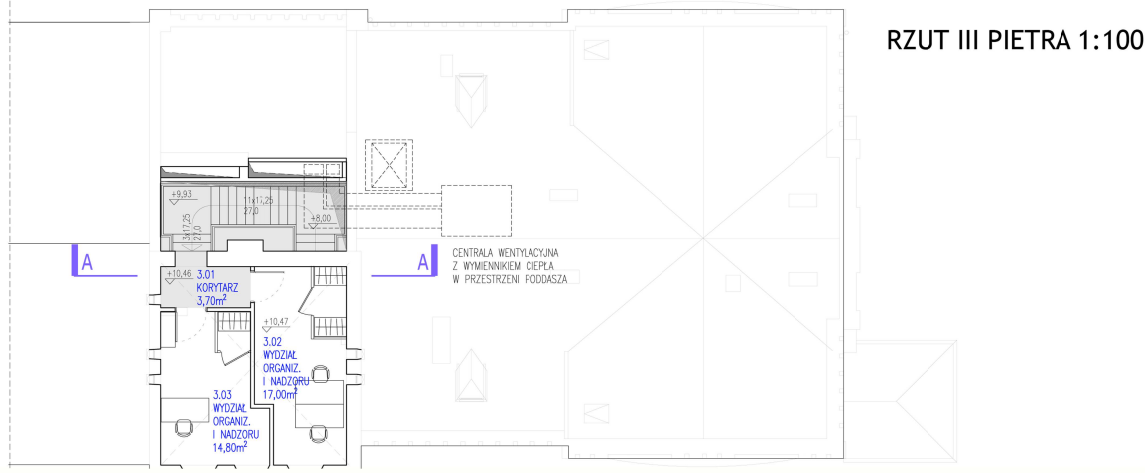 RZUT III PIETRA 1:100
+9,93
11x17,25
27,0
+8,00
3x17,25
27,0
A
A
CENTRALA WENTYLACYJNA
Z WYMIENNIKIEM CIEPŁA
W PRZESTRZENI FODDASZA
+10,46
3.01
KORYTARZ
3,70m²
+10,47
3.02
WYDZIAŁ
ORGANIZ.
I NADZORU
17,00m²
3.03
WYDZIAŁ
ORGANIZ.
I NADZORU
14,80m²